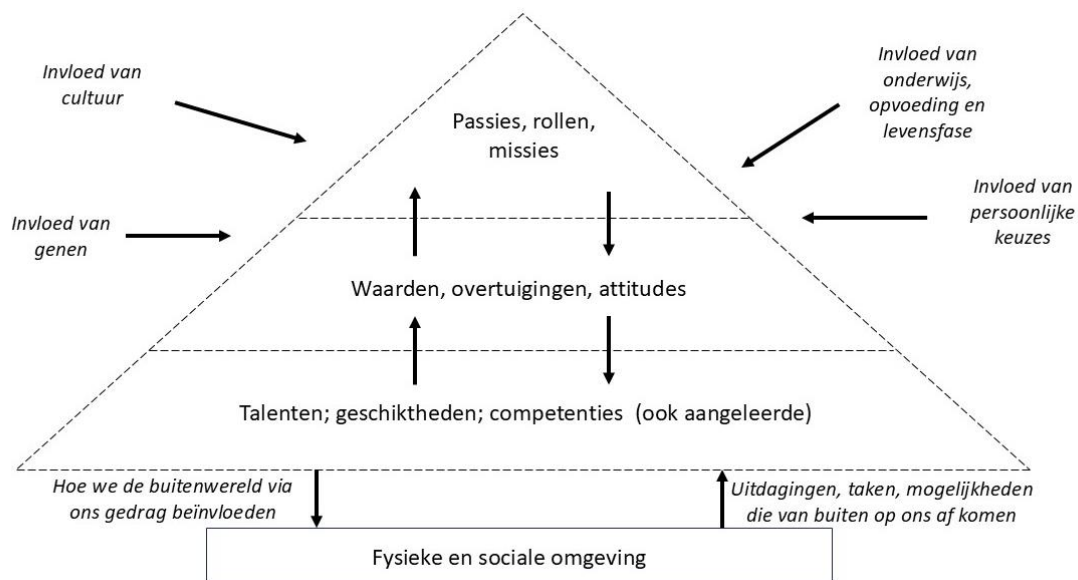 Invloed van
cultuur
Invloed van
onderwijs,
opvoeding en
levensfase
Passies, rollen,
missies
Invloed van
genen
Invloed van
persoonlijke
keuzes
Waarden, overtuigingen, attitudes
Talenten; geschiktheden; competenties (ook aangeleerde)
Hoe we de buitenwereld via
ons gedrag beïnvloeden
Uitdagingen, taken, mogelijkheden
die van buiten op ons af komen
Fysieke en sociale omgeving